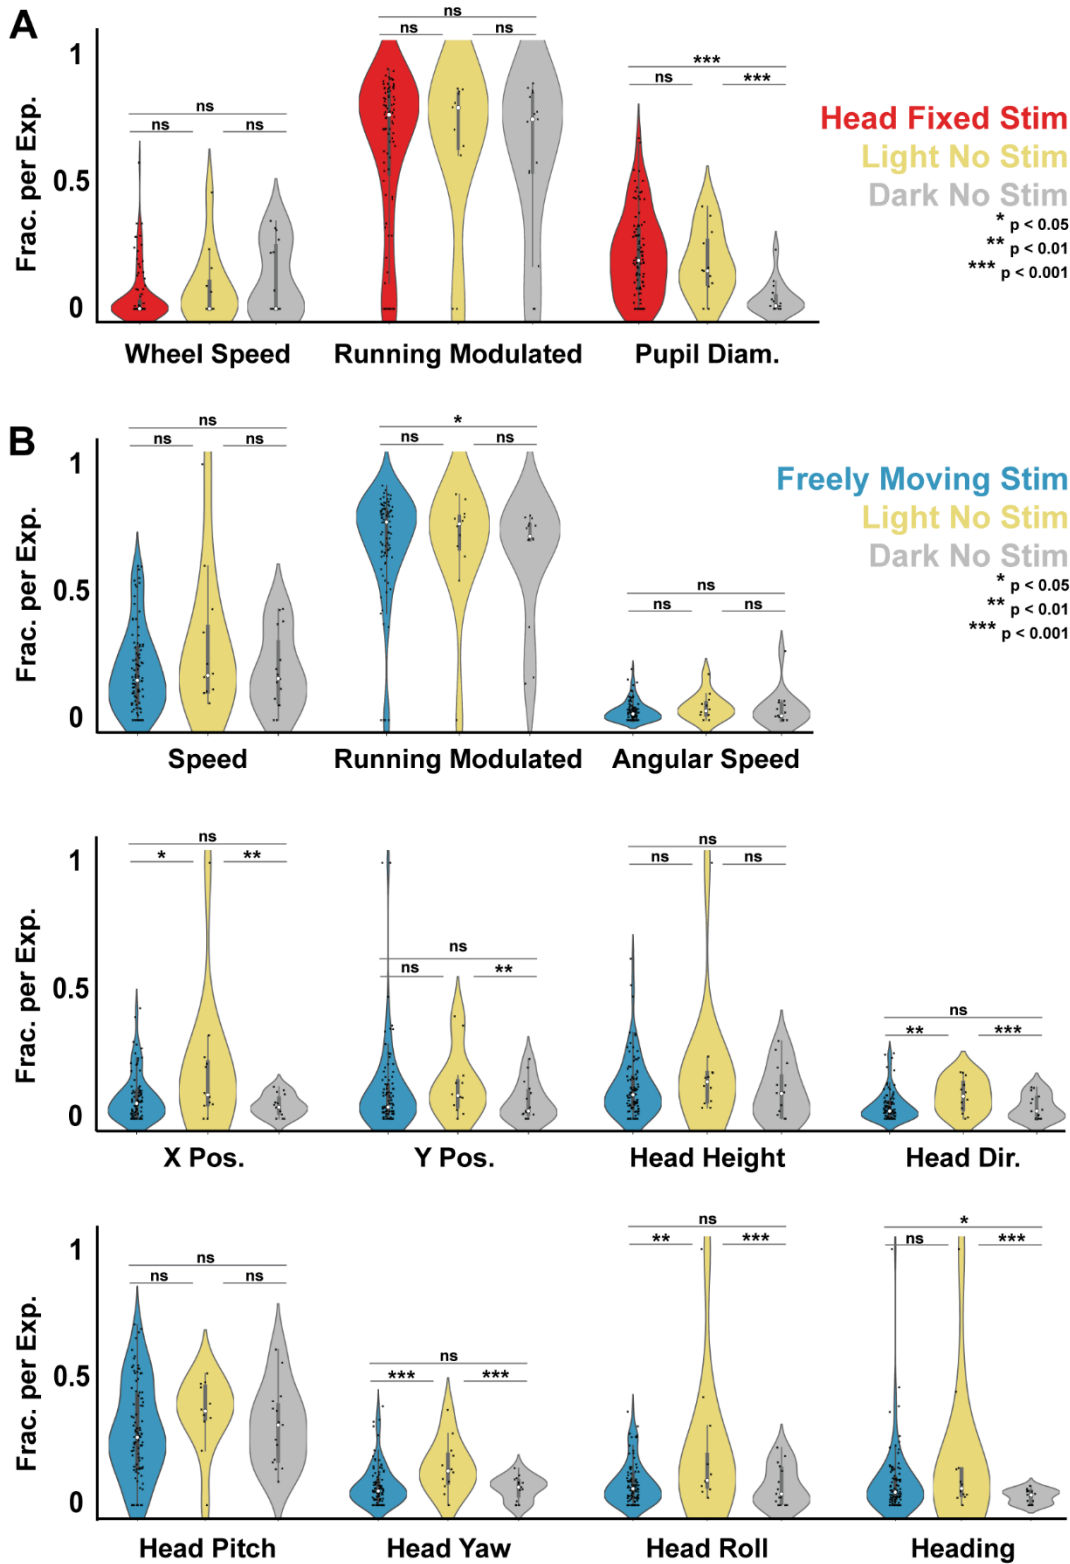 A
Frac. per Exp.
1
0.5
0
ns
ns
ns
ns
ns
ns
***
ns
***
Wheel Speed
Running Modulated
Pupil Diam.
Head Fixed Stim
Light No Stim
Dark No Stim
* p < 0.05
** p < 0.01
*** p < 0.001
B
Frac. per Exp.
1
0.5
0
ns
ns
ns
*
ns
ns
ns
ns
ns
Speed
Running Modulated
Angular Speed
Freely Moving Stim
Light No Stim
Dark No Stim
* p < 0.05
** p < 0.01
*** p < 0.001
Frac. per Exp.
1
0.5
0
ns
*
**
ns
ns
**
ns
ns
ns
ns
**
***
X Pos.
Y Pos.
Head Height
Head Dir.
Frac. per Exp.
1
0.5
0
ns
ns
ns
ns
***
***
ns
**
***
*
ns
***
Head Pitch
Head Yaw
Head Roll
Heading